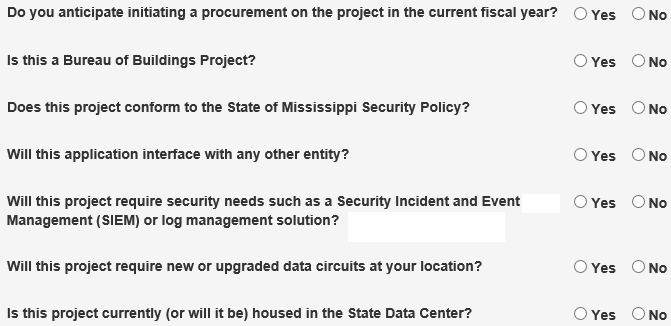 Do you anticipate initiating a procurement on the project in the current fiscal year? Yes No
Is this a Bureau of Buildings Project? Yes No
Does this project conform to the State of Mississippi Security Policy? Yes No
Will this application interface with any other entity? Yes No
Will this project require security needs such as a Security Incident and Event Yes No
Management (SIEM) or log management solution?
Will this project require new or upgraded data circuits at your location? Yes No
Is this project currently (or will it be) housed in the State Data Center? Yes No